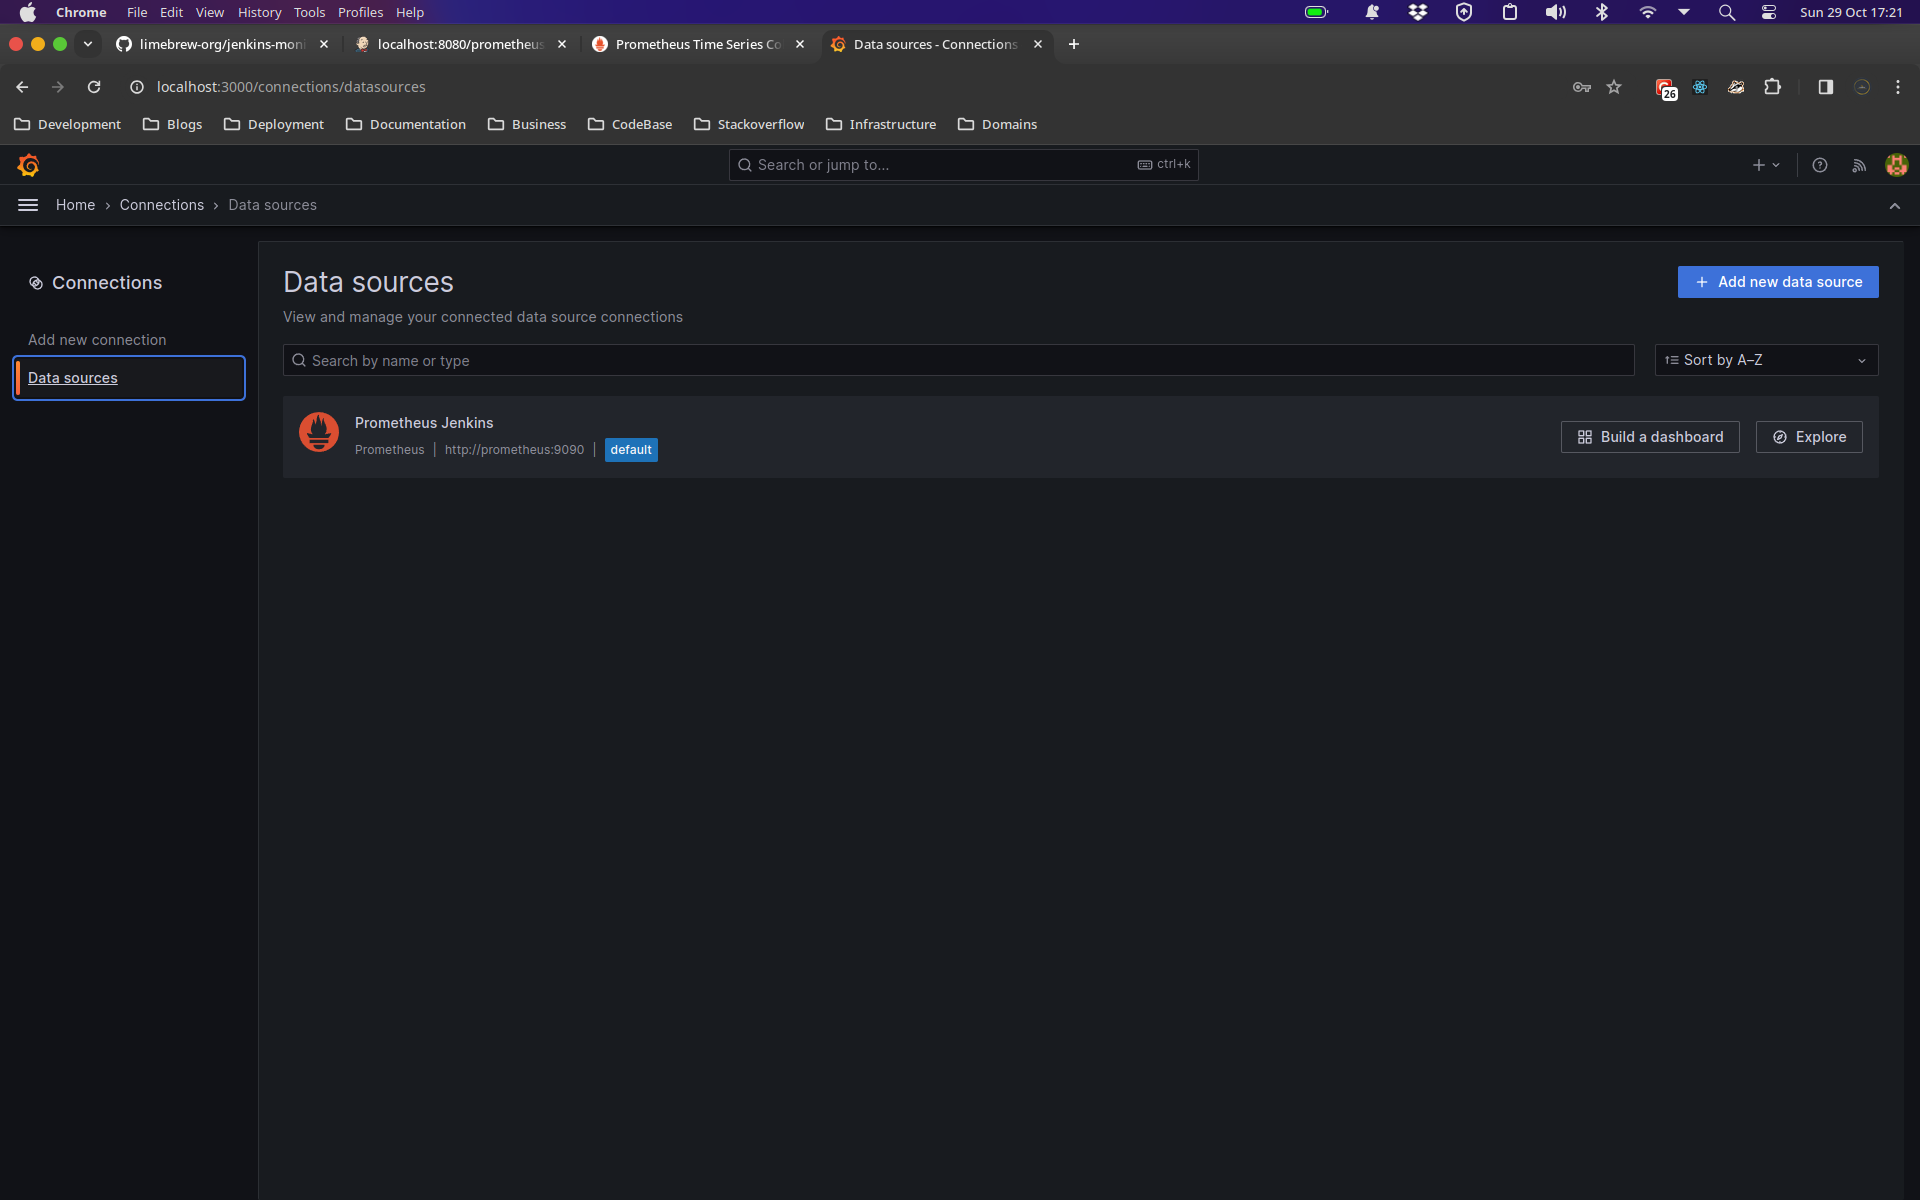 Chrome File Edit View History Tools Profiles Help Sun 29 Oct 17:21
limebrew-org/jenkins-moni localhost:8080/prometheus Prometheus Time Series Co Data sources - Connections
localhost:3000/connections/datasources 26
Development Blogs Deployment Documentation Business CodeBase Stackoverflow Infrastructure Domains
Search or jump to... ctrl+k
Home › Connections › Data sources
Connections
Add new connection
Data sources
Data sources
Add new data source
View and manage your connected data source connections
Search by name or type
Sort by A–Z
Prometheus Jenkins
Prometheus | http://prometheus:9090 | default
Build a dashboard
Explore